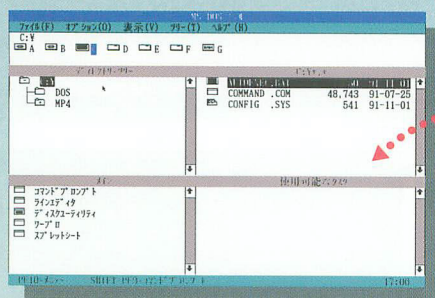 ファイル(F) オプション(O) 表示(V) ツリー(T) ヘルプ(H)
C:¥
A B D E F G
ディレクトリーツリー
C:¥
DOS
MP4
AUTOEXEC.BAT 50 91-11-01
COMMAND .COM 48,743 91-07-25
CONFIG .SYS 541 91-11-01
メイン
使用可能なタスク
コマンドプロンプト
ラインエディタ
ディスクユーティリティ
ワープロ
スプレッドシート
17:00